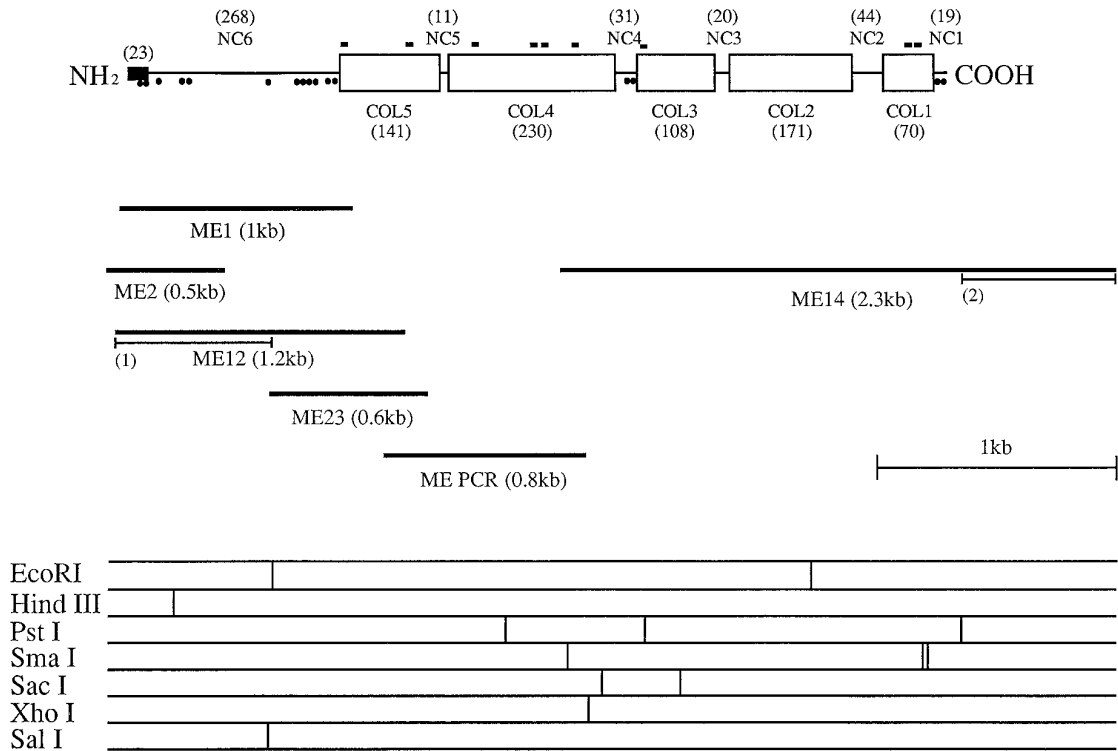 (268) (11) (31) (20) (44) (19)
NC6 NC5 NC4 NC3 NC2 NC1
(23)
NH2 COOH
COL5 COL4 COL3 COL2 COL1
(141) (230) (108) (171) (70)
ME1 (1kb)
ME2 (0.5kb) ME14 (2.3kb) (2)
(1) ME12 (1.2kb)
ME23 (0.6kb)
1kb
ME PCR (0.8kb)
EcoRI
Hind III
Pst I
Sma I
Sac I
Xho I
Sal I